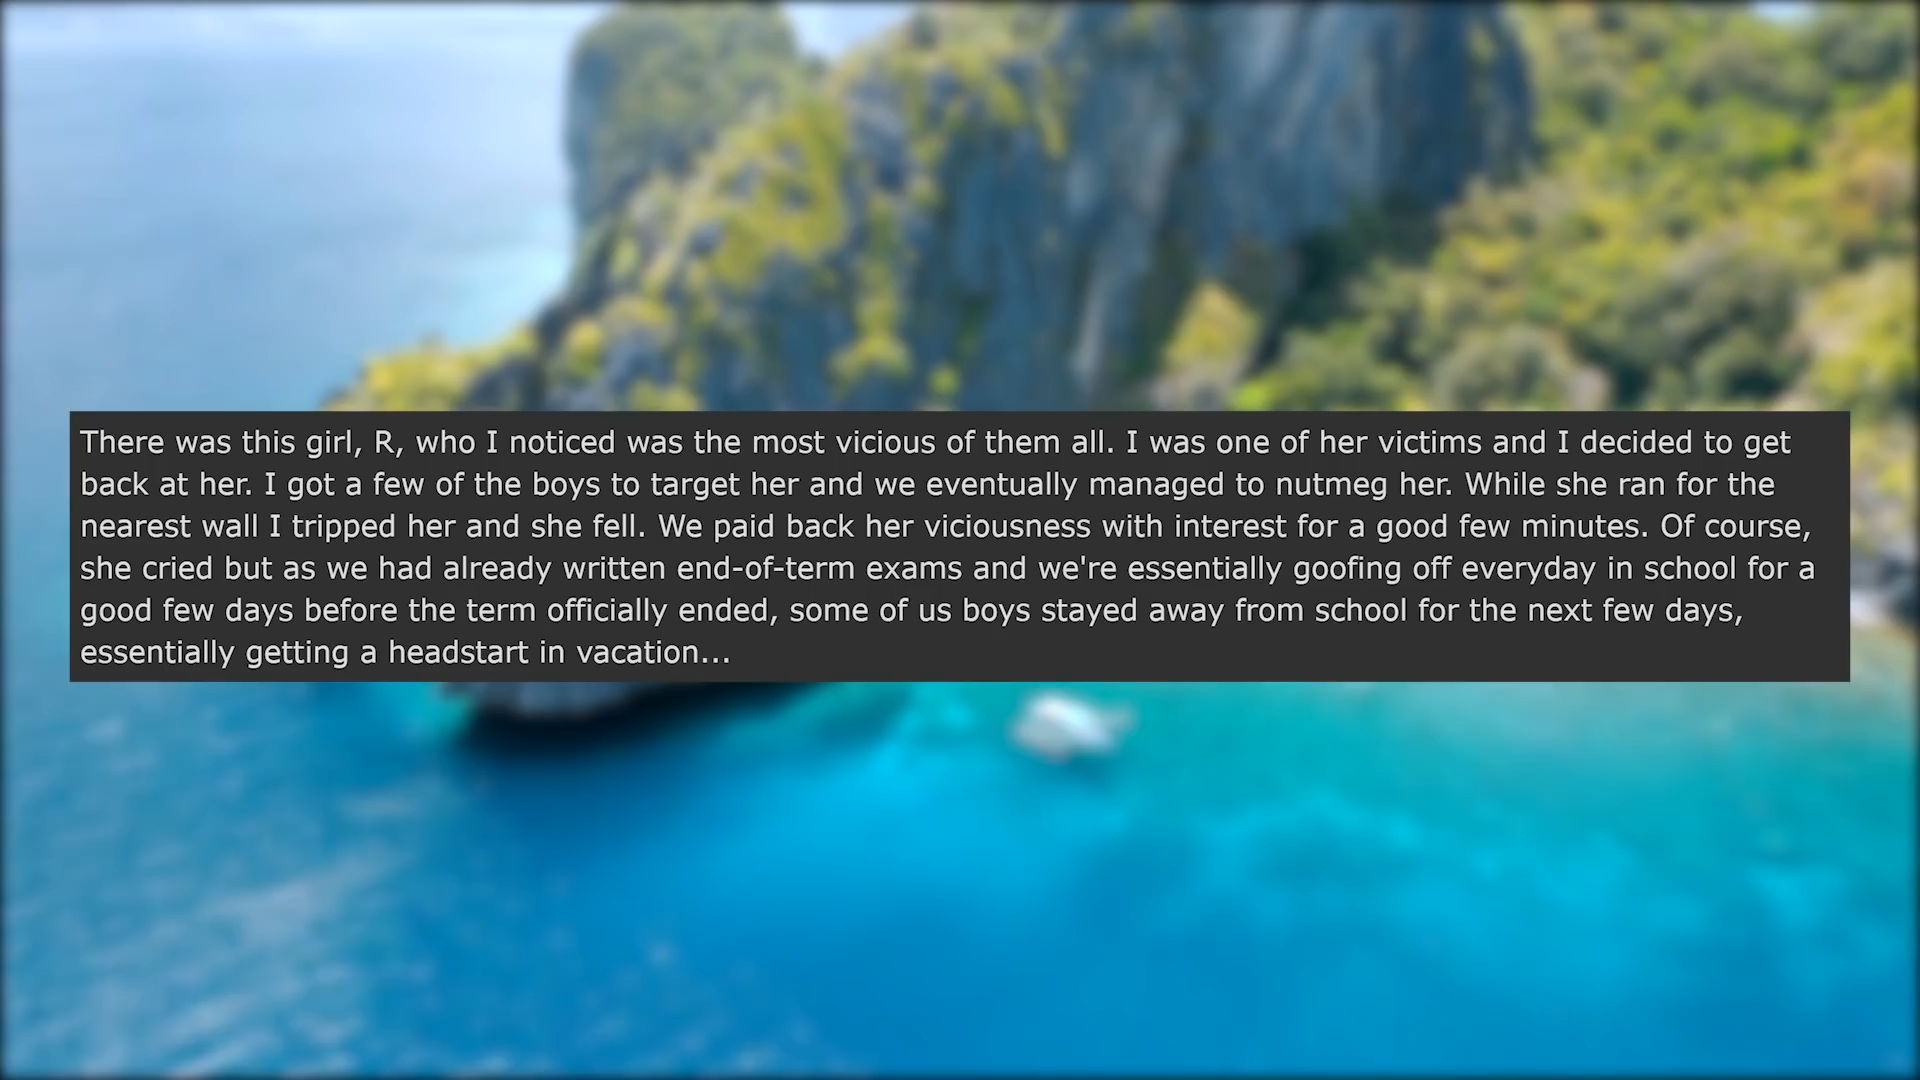 There was this girl, R, who I noticed was the most vicious of them all. I was one of her victims and I decided to get
back at her. I got a few of the boys to target her and we eventually managed to nutmeg her. While she ran for the
nearest wall I tripped her and she fell. We paid back her viciousness with interest for a good few minutes. Of course,
she cried but as we had already written end-of-term exams and we're essentially goofing off everyday in school for a
good few days before the term officially ended, some of us boys stayed away from school for the next few days,
essentially getting a headstart in vacation...